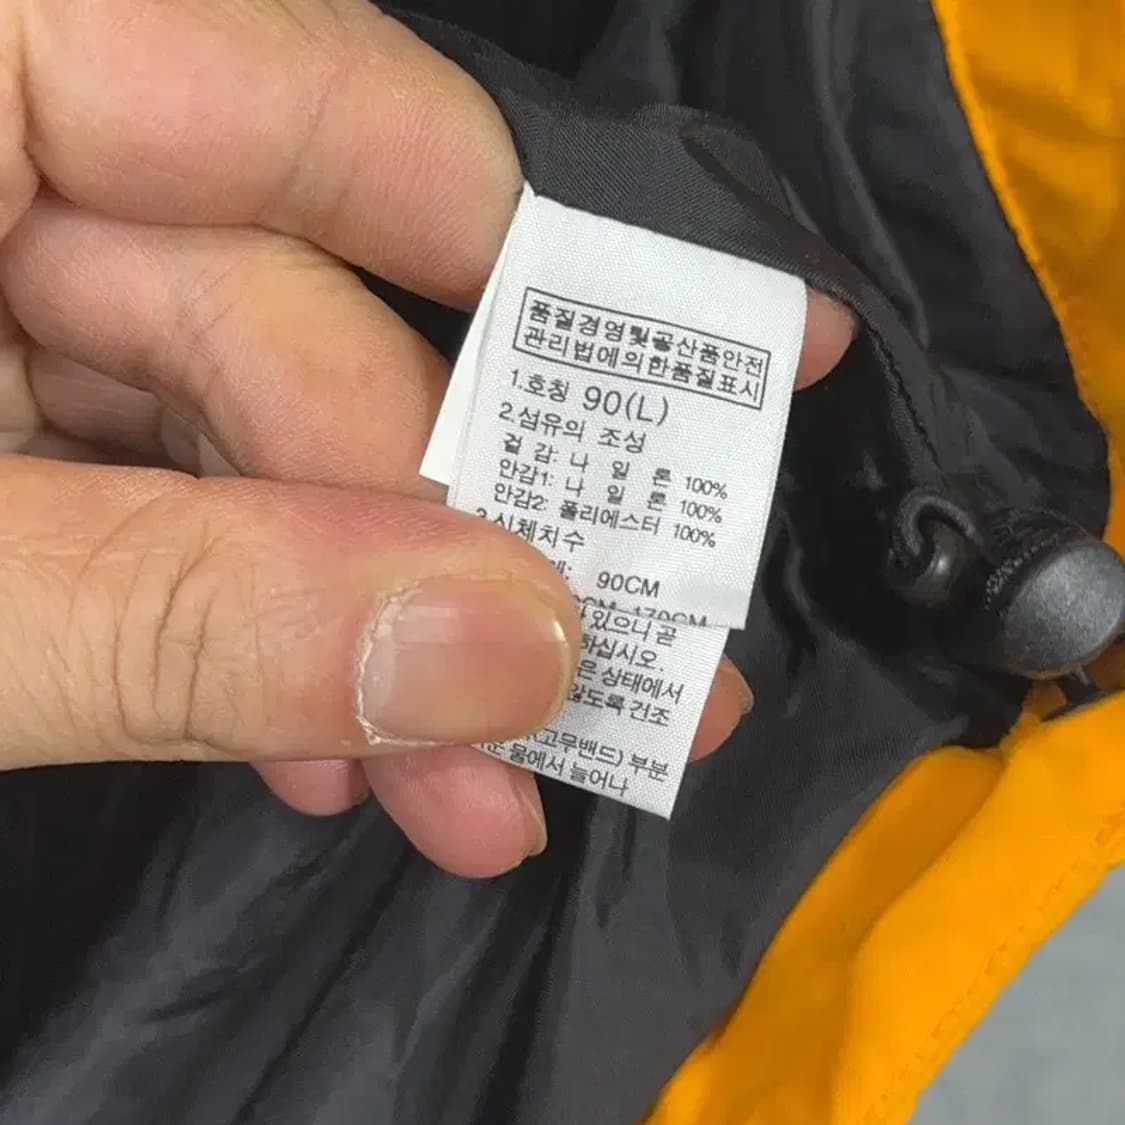 품질경영및공산품안전
관리법에의한품질표시
1.호칭 90(L)
2.섬유의 조성
겉 감: 나 일 론 100%
안감1: 나 일 론 100%
안감2: 폴리에스터 100%
3.신체치수
90CM
170CM
있으니 곧
하십시오.
상태에서
않도록 건조
(고무밴드) 부분
물에서 늘어나